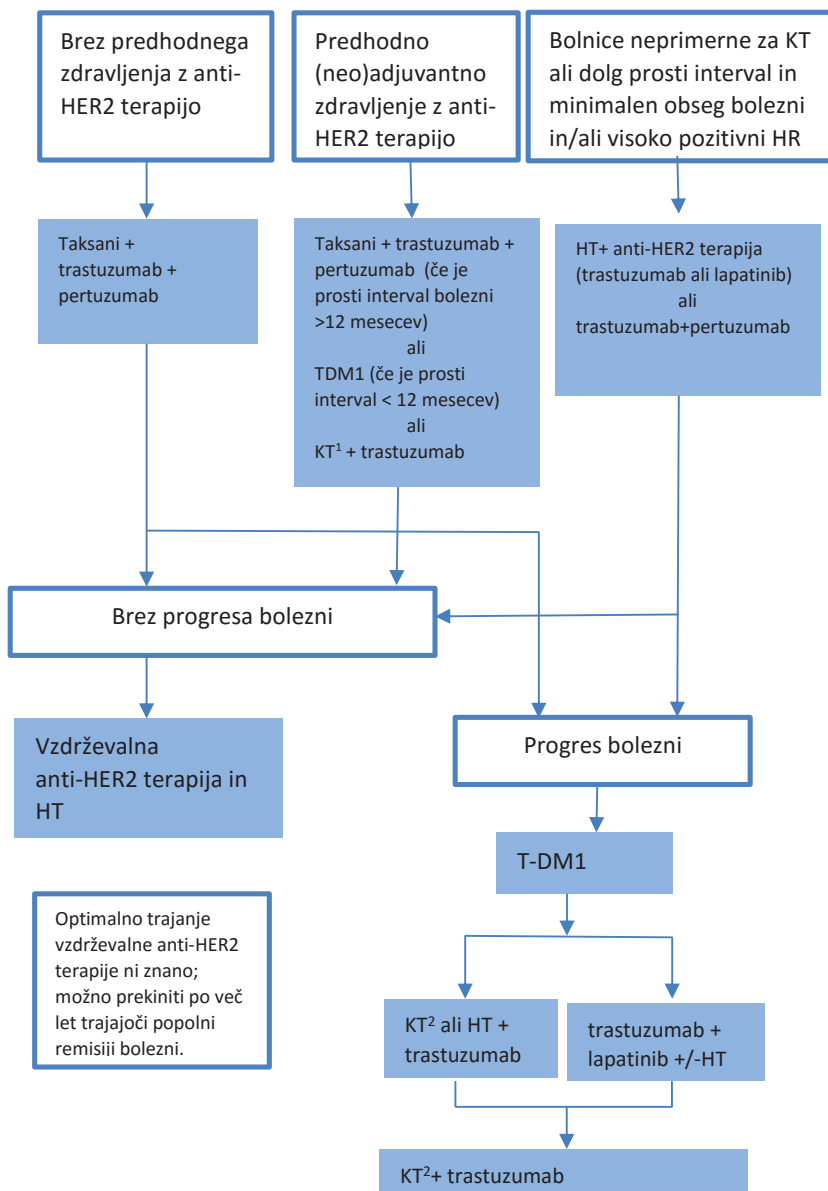 Brez predhodnega
zdravljenja z anti-
HER2 terapijo
Predhodno
(neo)adjuvantno
zdravljenje z anti-
HER2 terapijo
Bolnice neprimerne za KT
ali dolg prosti interval in
minimalen obseg bolezni
in/ali visoko pozitivni HR
Taksani +
trastuzumab +
pertuzumab
Taksani + trastuzumab +
pertuzumab (če je
prosti interval bolezni
>12 mesecev)
ali
TDM1 (če je prosti
interval < 12 mesecev)
ali
KT¹ + trastuzumab
HT+ anti-HER2 terapija
(trastuzumab ali lapatinib)
ali
trastuzumab+pertuzumab
Brez progresa bolezni
Vzdrževalna
anti-HER2 terapija in
HT
Progres bolezni
T-DM1
Optimalno trajanje
vzdrževalne anti-HER2
terapije ni znano;
možno prekiniti po več
let trajajoči popolni
remisiji bolezni.
KT² ali HT +
trastuzumab
trastuzumab +
lapatinib +/-HT
KT²+ trastuzumab